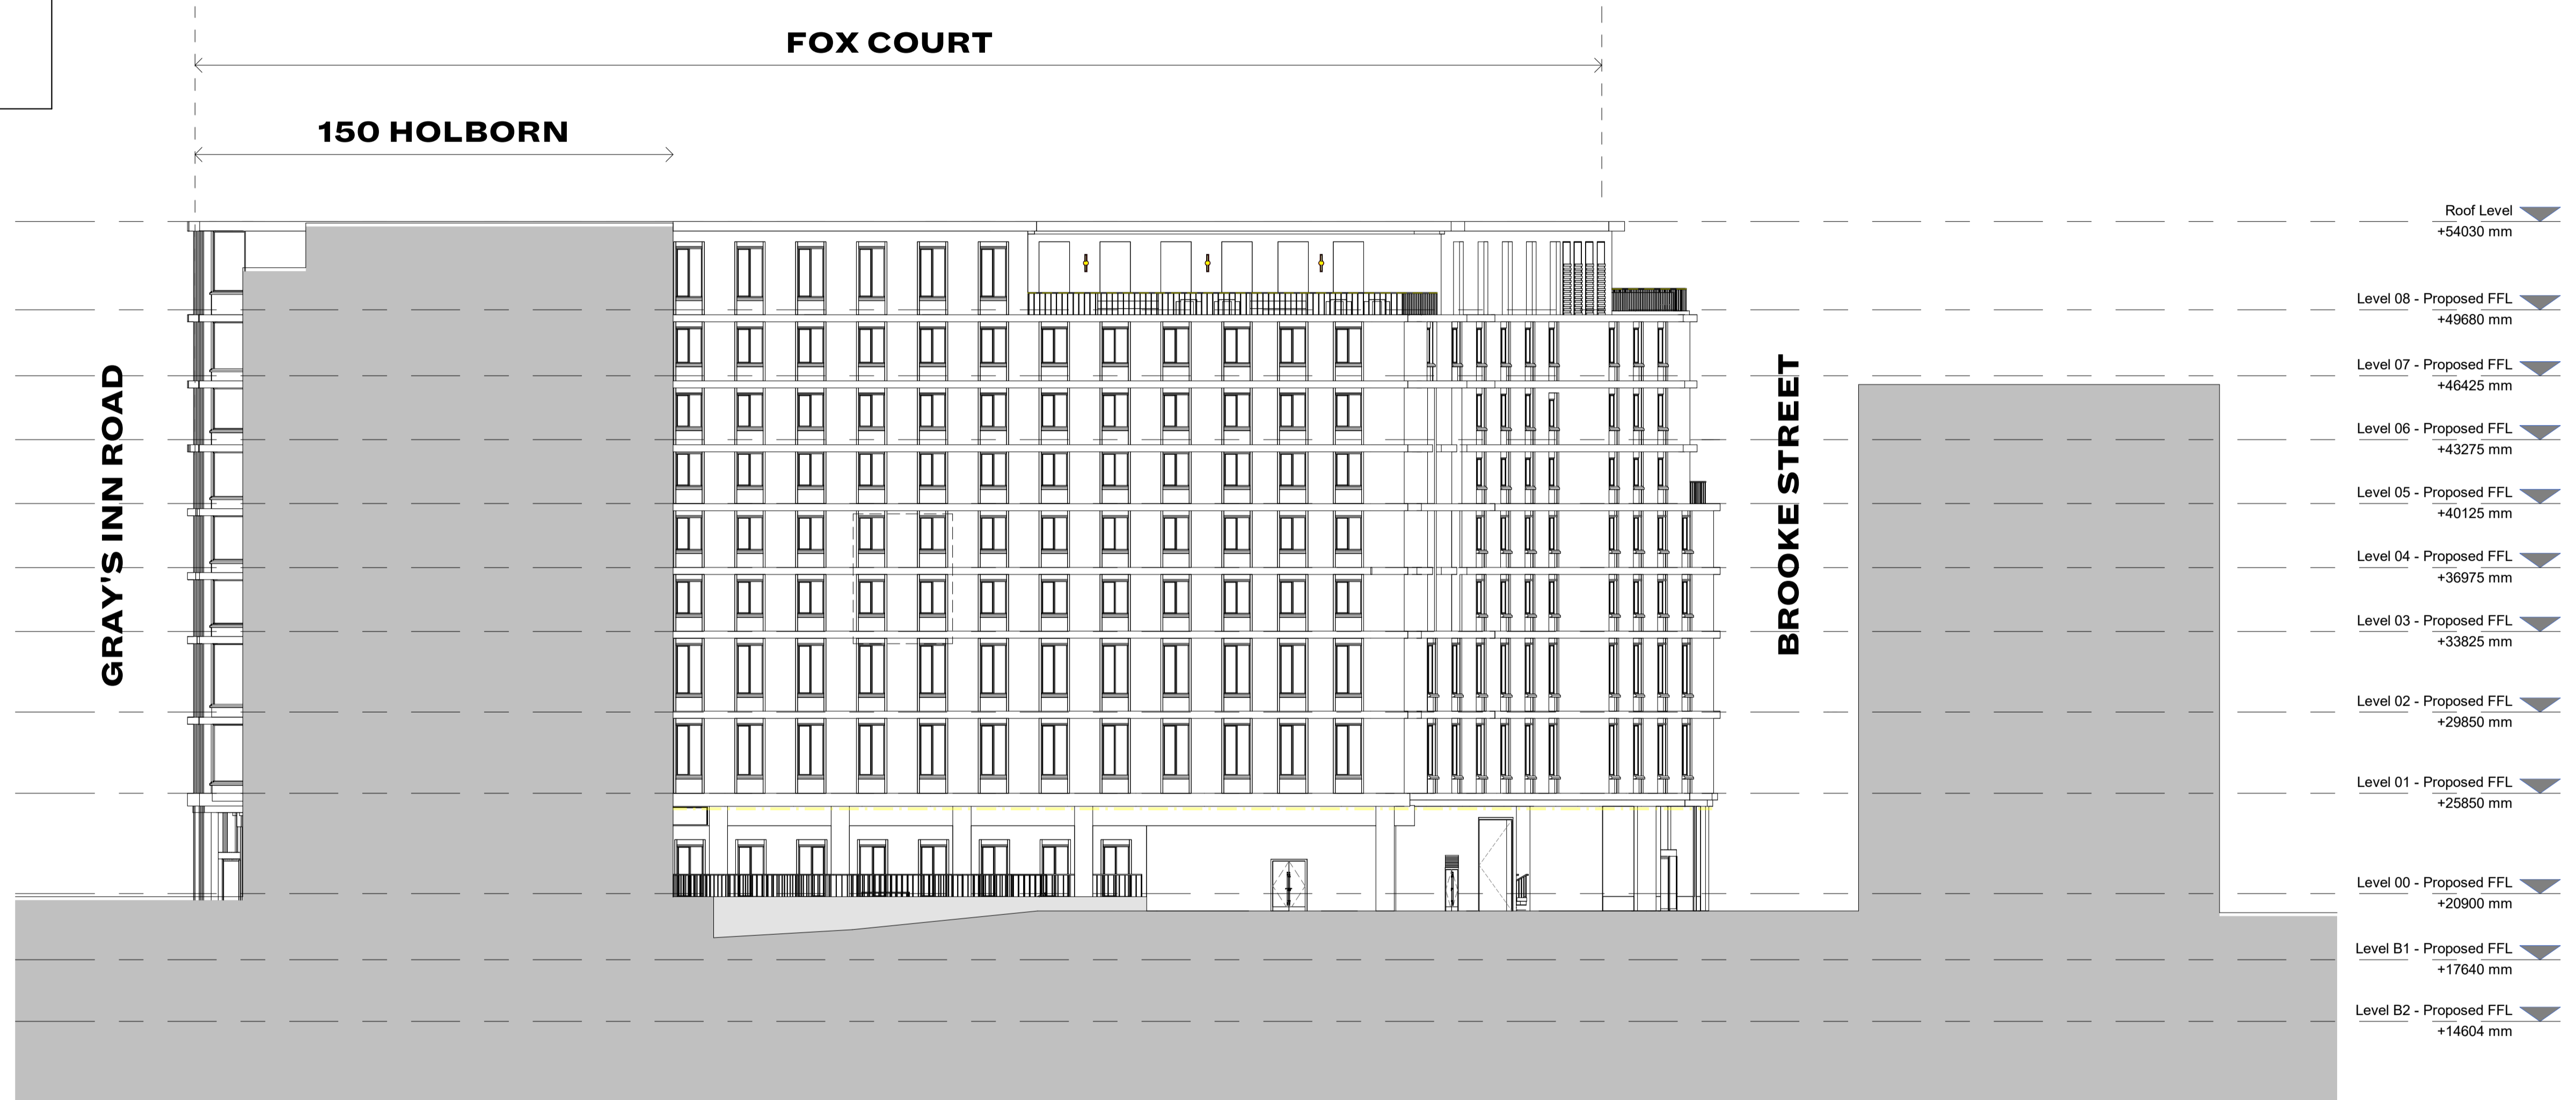 FOX COURT
150 HOLBORN
GRAY'S INN ROAD
BROOKE STREET
Roof Level
+54030 mm
Level 08 - Proposed FFL
+49680 mm
Level 07 - Proposed FFL
+46425 mm
Level 06 - Proposed FFL
+43275 mm
Level 05 - Proposed FFL
+40125 mm
Level 04 - Proposed FFL
+36975 mm
Level 03 - Proposed FFL
+33825 mm
Level 02 - Proposed FFL
+29850 mm
Level 01 - Proposed FFL
+25850 mm
Level 00 - Proposed FFL
+20900 mm
Level B1 - Proposed FFL
+17640 mm
Level B2 - Proposed FFL
+14604 mm